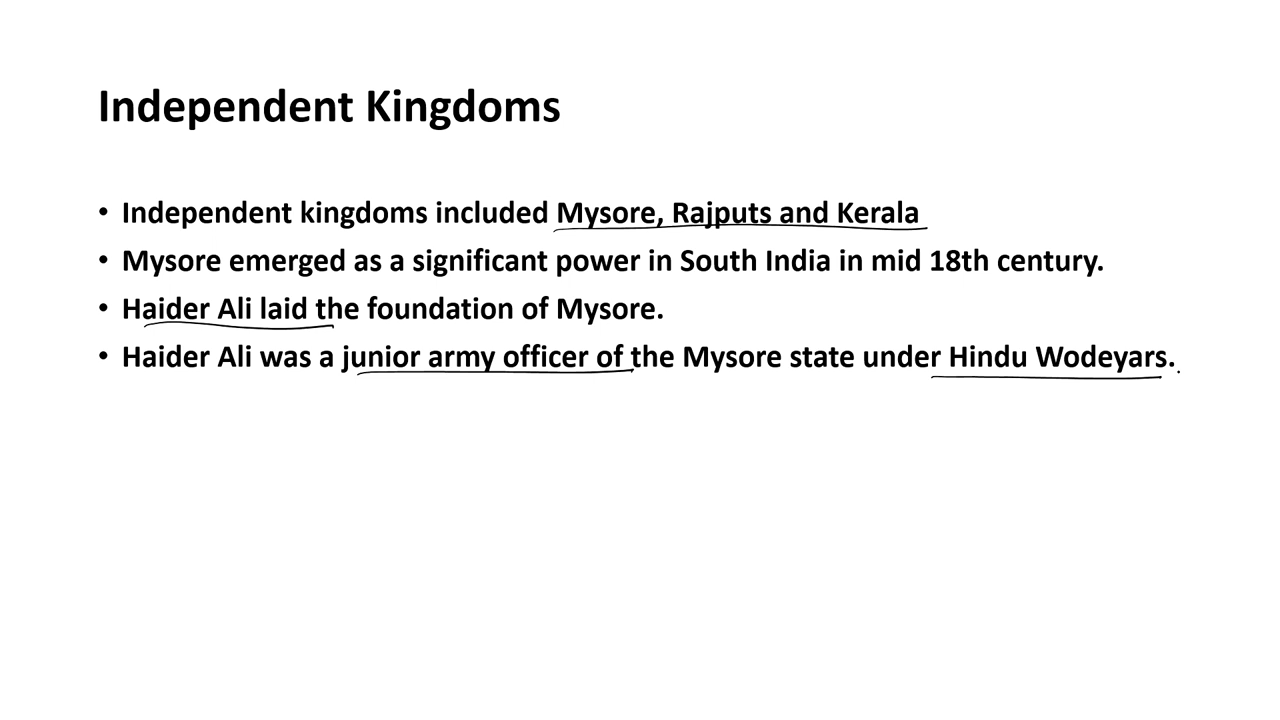 Independent Kingdoms
• Independent kingdoms included Mysore, Rajputs and Kerala
• Mysore emerged as a significant power in South India in mid 18th century.
• Haider Ali laid the foundation of Mysore.
• Haider Ali was a junior army officer of the Mysore state under Hindu Wodeyars.